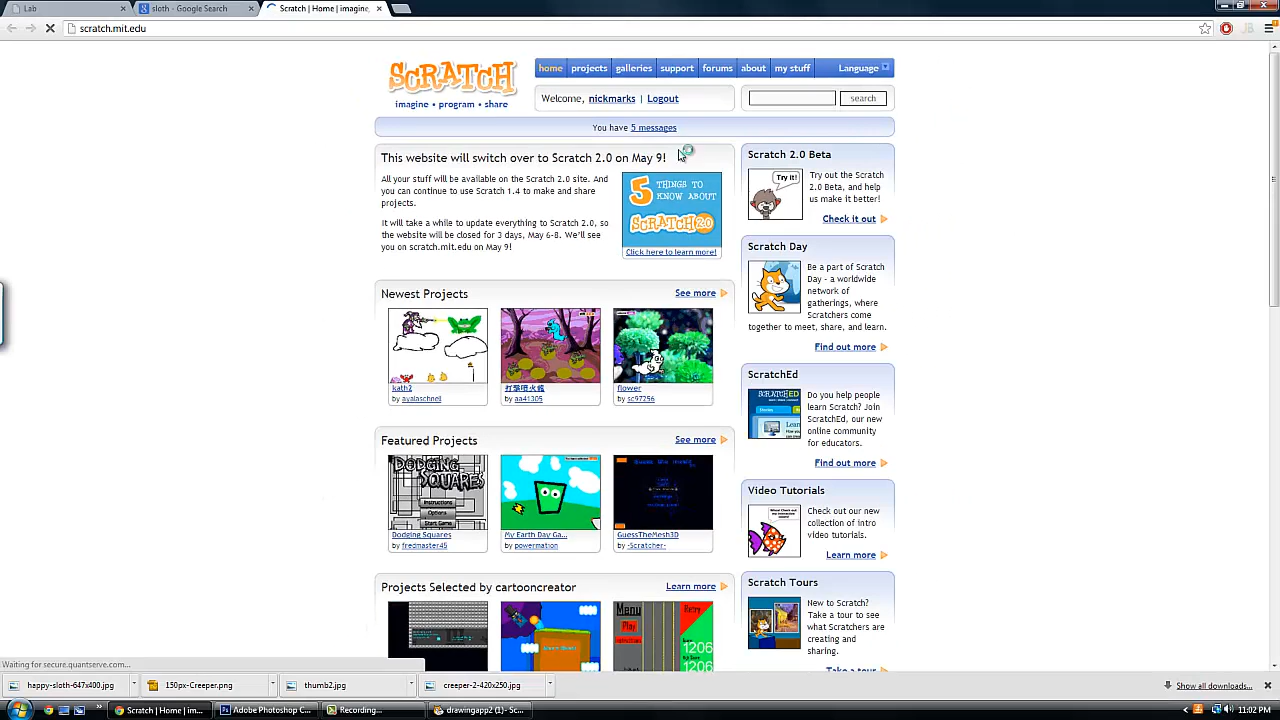 Lab
sloth - Google Search
Scratch | Home | imagine,
scratch.mit.edu
SCRATCH
imagine • program • share
home projects galleries support forums about my stuff Language
Welcome, nickmarks | Logout
search
You have 5 messages
This website will switch over to Scratch 2.0 on May 9!
All your stuff will be available on the Scratch 2.0 site. And
you can continue to use Scratch 1.4 to make and share
projects.
It will take a while to update everything to Scratch 2.0, so
the website will be closed for 3 days, May 6-8. We'll see
you on scratch.mit.edu on May 9!
5 THINGS TO
KNOW ABOUT
SCRATCH 2.0
Click here to learn more!
Newest Projects
See more
kath2
by ayalaschnell
by aa41305
flower
by sc97256
Featured Projects
See more
DODGING
SQUARES
Instructions
Options
Start Game
Dodging Squares
by fredmaster45
My Earth Day Ga...
by powermation
GuessTheMesh3D
by -Scratcher-
Projects Selected by cartooncreator
Learn more
Menu
Play
Retry
1206
1206
Scratch 2.0 Beta
Try it!
Try out the Scratch
2.0 Beta, and help
us make it better!
Check it out
Scratch Day
Be a part of Scratch
Day - a worldwide
network of
gatherings, where
Scratchers come
together to meet, share, and learn.
Find out more
ScratchEd
SCRATCHED
Do you help people
learn Scratch? Join
ScratchEd, our new
online community
for educators.
Find out more
Video Tutorials
Check out our new
collection of intro
video tutorials.
Learn more
Scratch Tours
New to Scratch?
Take a tour to see
what Scratchers are
creating and
sharing.
Take a tour
Waiting for secure.quantserve.com...
happy-sloth-647x400.jpg
150px-Creeper.png
thumb2.jpg
creeper-2-420x250.jpg
Show all downloads...
Scratch | Home | im...
Adobe Photoshop C...
Recording...
drawingapp2 (1) - Sc...
11:02 PM